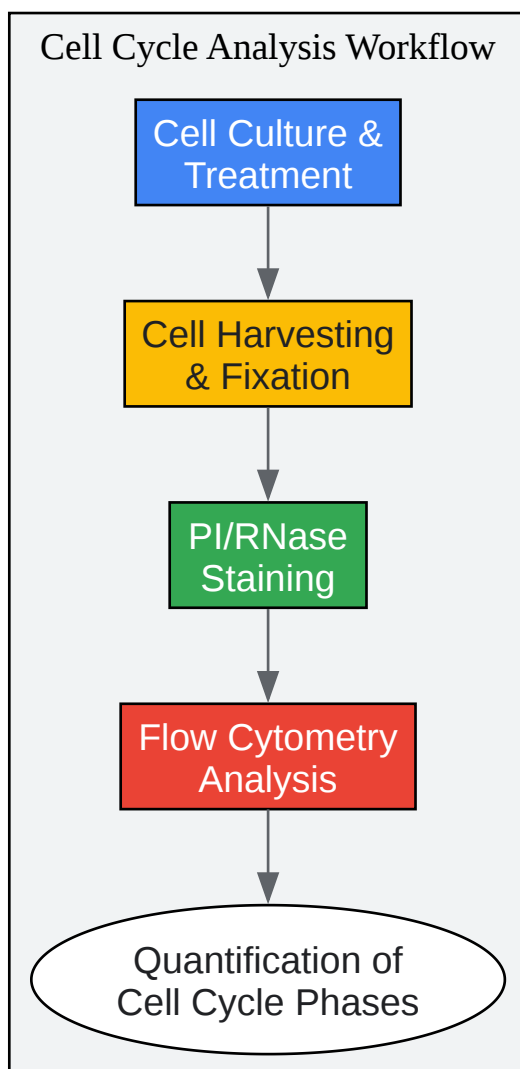 Cell Cycle Analysis Workflow
Cell Culture &
Treatment
Cell Harvesting
& Fixation
PI/RNase
Staining
Flow Cytometry
Analysis
Quantification of
Cell Cycle Phases